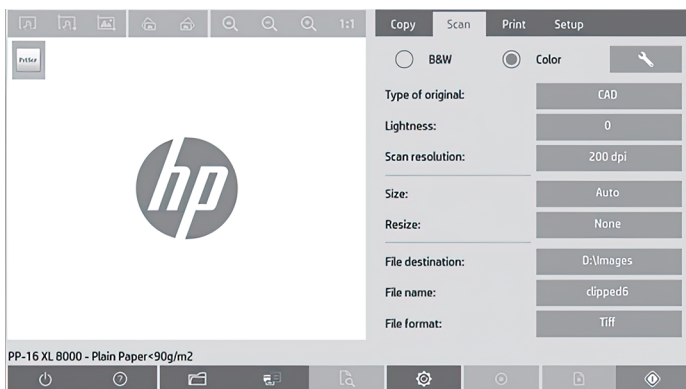 1:1
Copy Scan Print Setup
PrtScr
B&W Color
Type of original: CAD
Lightness: 0
Scan resolution: 200 dpi
hp
Size: Auto
Resize: None
File destination: D:\Images
File name: clipped6
File format: Tiff
PP-16 XL 8000 - Plain Paper<90g/m2